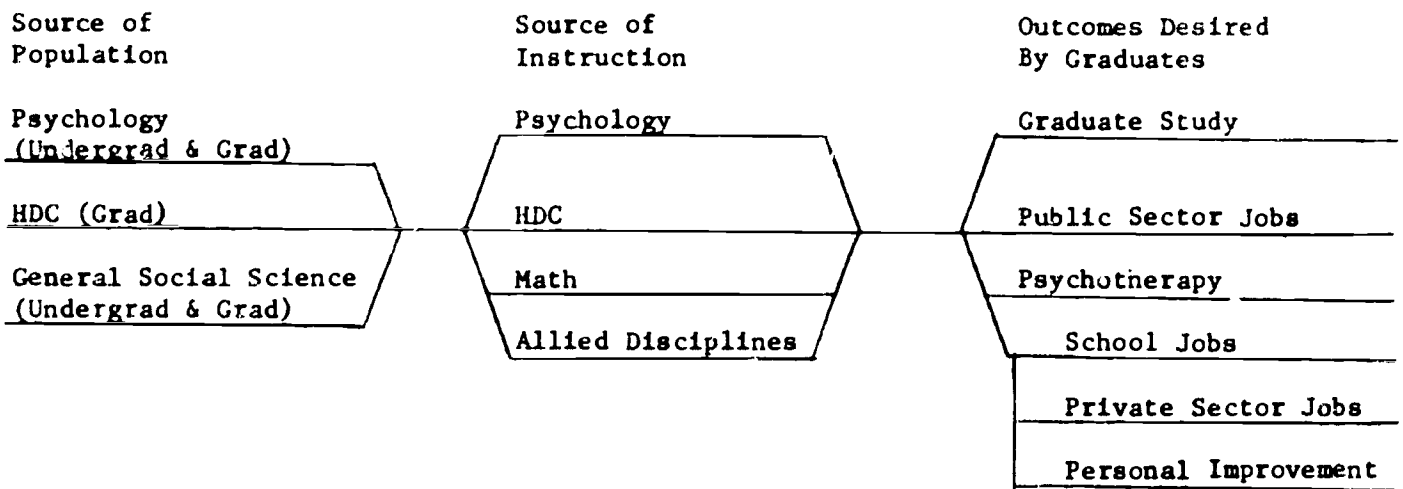 Source of
Population
Source of
Instruction
Outcomes Desired
By Graduates
Psychology
(Undergrad & Grad)
HDC (Grad)
General Social Science
(Undergrad & Grad)
Psychology
HDC
Math
Allied Disciplines
Graduate Study
Public Sector Jobs
Psychotherapy
School Jobs
Private Sector Jobs
Personal Improvement